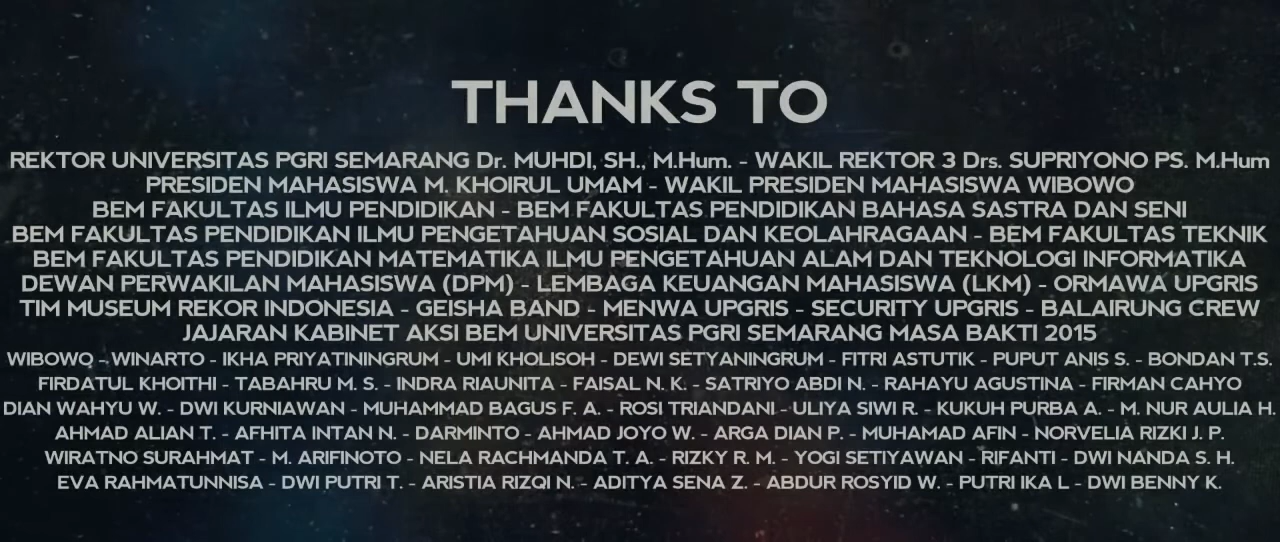 THANKS TO
REKTOR UNIVERSITAS PGRI SEMARANG Dr. MUHDI, SH., M.Hum. - WAKIL REKTOR 3 Drs. SUPRIYONO PS. M.Hum
PRESIDEN MAHASISWA M. KHOIRUL UMAM - WAKIL PRESIDEN MAHASISWA WIBOWO
BEM FAKULTAS ILMU PENDIDIKAN - BEM FAKULTAS PENDIDIKAN BAHASA SASTRA DAN SENI
BEM FAKULTAS PENDIDIKAN ILMU PENGETAHUAN SOSIAL DAN KEOLAHRAGAAN - BEM FAKULTAS TEKNIK
BEM FAKULTAS PENDIDIKAN MATEMATIKA ILMU PENGETAHUAN ALAM DAN TEKNOLOGI INFORMATIKA
DEWAN PERWAKILAN MAHASISWA (DPM) - LEMBAGA KEUANGAN MAHASISWA (LKM) - ORMAWA UPGRIS
TIM MUSEUM REKOR INDONESIA - GEISHA BAND - MENWA UPGRIS - SECURITY UPGRIS - BALAIRUNG CREW
JAJARAN KABINET AKSI BEM UNIVERSITAS PGRI SEMARANG MASA BAKTI 2015
WIBOWO - WINARTO - IKHA PRIYATININGRUM - UMI KHOLISOH - DEWI SETYANINGRUM - FITRI ASTUTIK - PUPUT ANIS S. - BONDAN T.S.
FIRDATUL KHOITHI - TABAHRU M. S. - INDRA RIAUNITA - FAISAL N. K. - SATRIYO ABDI N. - RAHAYU AGUSTINA - FIRMAN CAHYO
DIAN WAHYU W. - DWI KURNIAWAN - MUHAMMAD BAGUS F. A. - ROSI TRIANDANI - ULIYA SIWI R. - KUKUH PURBA A. - M. NUR AULIA H.
AHMAD ALIAN T. - AFHITA INTAN N. - DARMINTO - AHMAD JOYO W. - ARGA DIAN P. - MUHAMAD AFIN - NORVELIA RIZKI J. P.
WIRATNO SURAHMAT - M. ARIFINOTO - NELA RACHMANDA T. A. - RIZKY R. M. - YOGI SETIYAWAN - RIFANTI - DWI NANDA S. H.
EVA RAHMATUNNISA - DWI PUTRI T. - ARISTIA RIZQI N. - ADITYA SENA Z. - ABDUR ROSYID W. - PUTRI IKA L - DWI BENNY K.